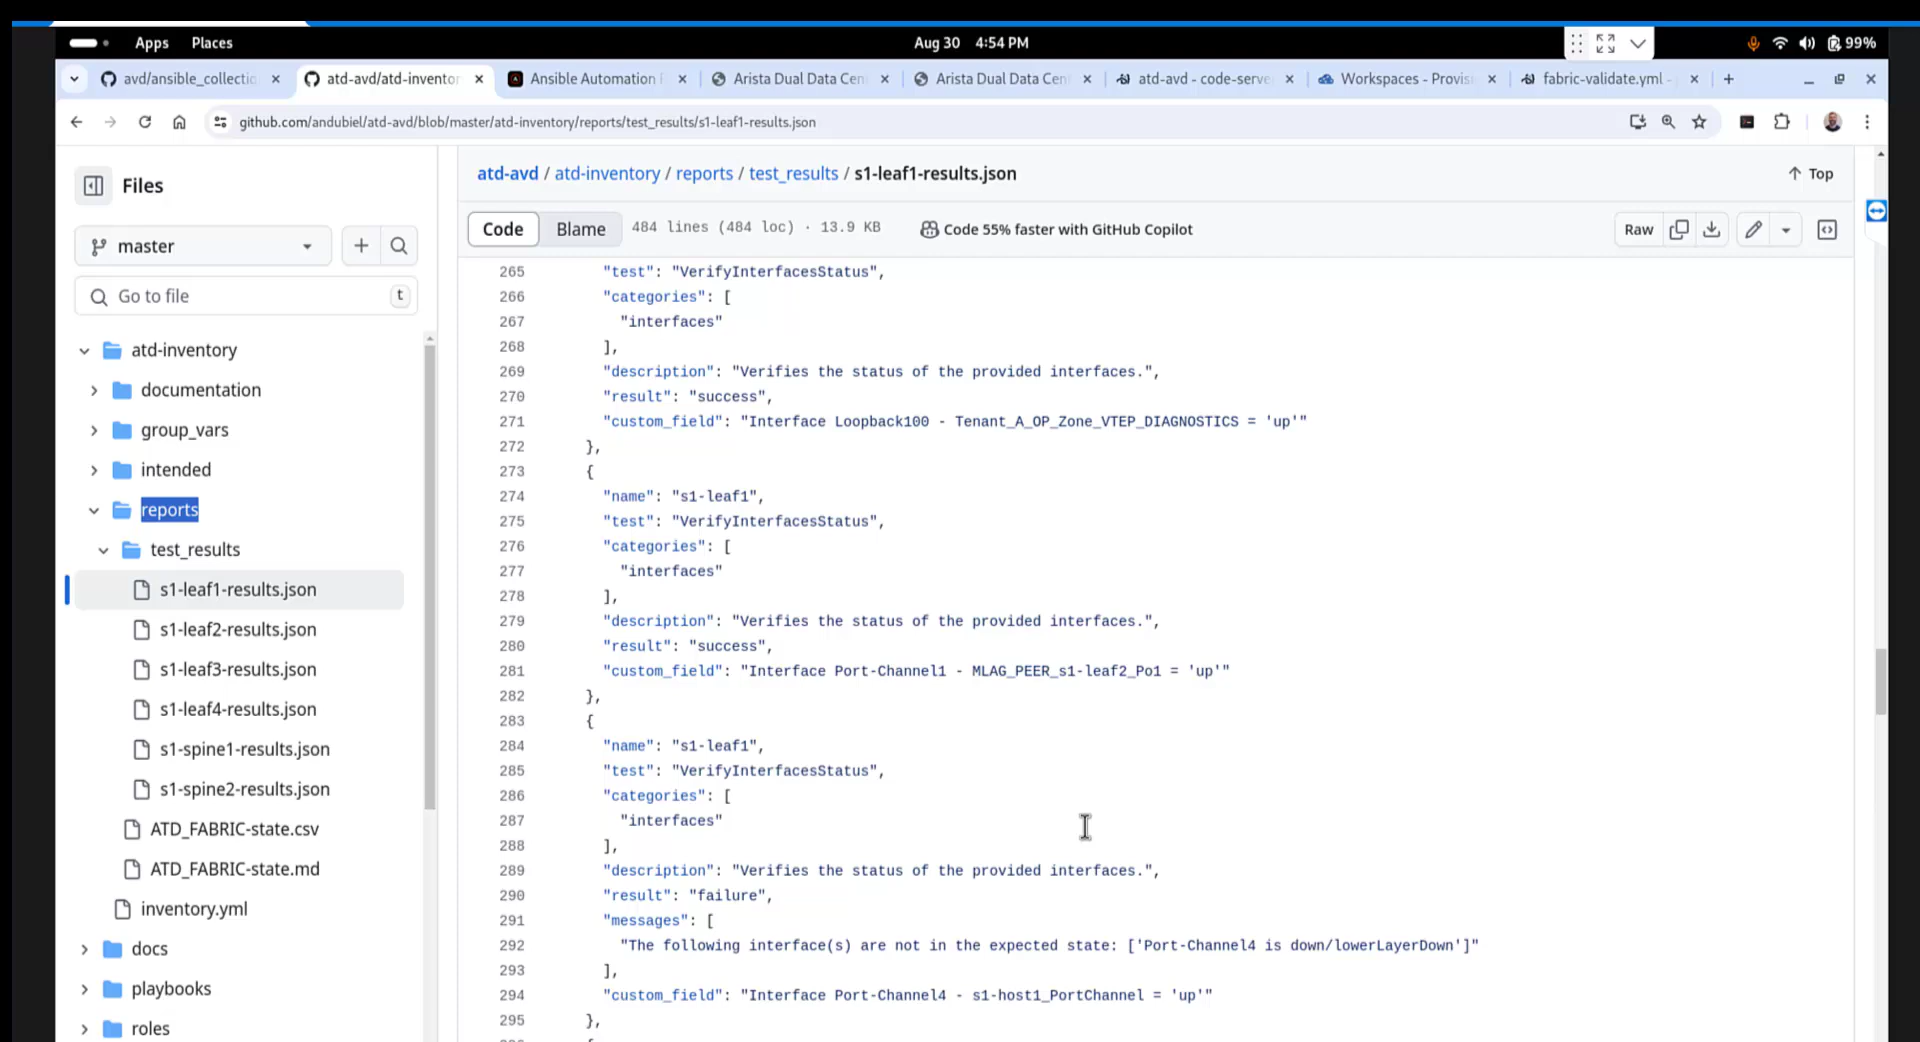 Apps Places Aug 30 4:54 PM 99%
avd/ansible_collectio atd-avd/atd-inventor Ansible Automation Arista Dual Data Cen Arista Dual Data Cen atd-avd - code-serve Workspaces - Provis fabric-validate.yml -
github.com/andubiel/atd-avd/blob/master/atd-inventory/reports/test_results/s1-leaf1-results.json
Files
master
Go to file t
atd-inventory
documentation
group_vars
intended
reports
test_results
s1-leaf1-results.json
s1-leaf2-results.json
s1-leaf3-results.json
s1-leaf4-results.json
s1-spine1-results.json
s1-spine2-results.json
ATD_FABRIC-state.csv
ATD_FABRIC-state.md
inventory.yml
docs
playbooks
roles
atd-avd / atd-inventory / reports / test_results / s1-leaf1-results.json Top
Code Blame 484 lines (484 loc) · 13.9 KB Code 55% faster with GitHub Copilot Raw
265 "test": "VerifyInterfacesStatus",
266 "categories": [
267 "interfaces"
268 ],
269 "description": "Verifies the status of the provided interfaces.",
270 "result": "success",
271 "custom_field": "Interface Loopback100 - Tenant_A_OP_Zone_VTEP_DIAGNOSTICS = 'up'"
272 },
273 {
274 "name": "s1-leaf1",
275 "test": "VerifyInterfacesStatus",
276 "categories": [
277 "interfaces"
278 ],
279 "description": "Verifies the status of the provided interfaces.",
280 "result": "success",
281 "custom_field": "Interface Port-Channel1 - MLAG_PEER_s1-leaf2_Po1 = 'up'"
282 },
283 {
284 "name": "s1-leaf1",
285 "test": "VerifyInterfacesStatus",
286 "categories": [
287 "interfaces"
288 ],
289 "description": "Verifies the status of the provided interfaces.",
290 "result": "failure",
291 "messages": [
292 "The following interface(s) are not in the expected state: ['Port-Channel4 is down/lowerLayerDown']"
293 ],
294 "custom_field": "Interface Port-Channel4 - s1-host1_PortChannel = 'up'"
295 },